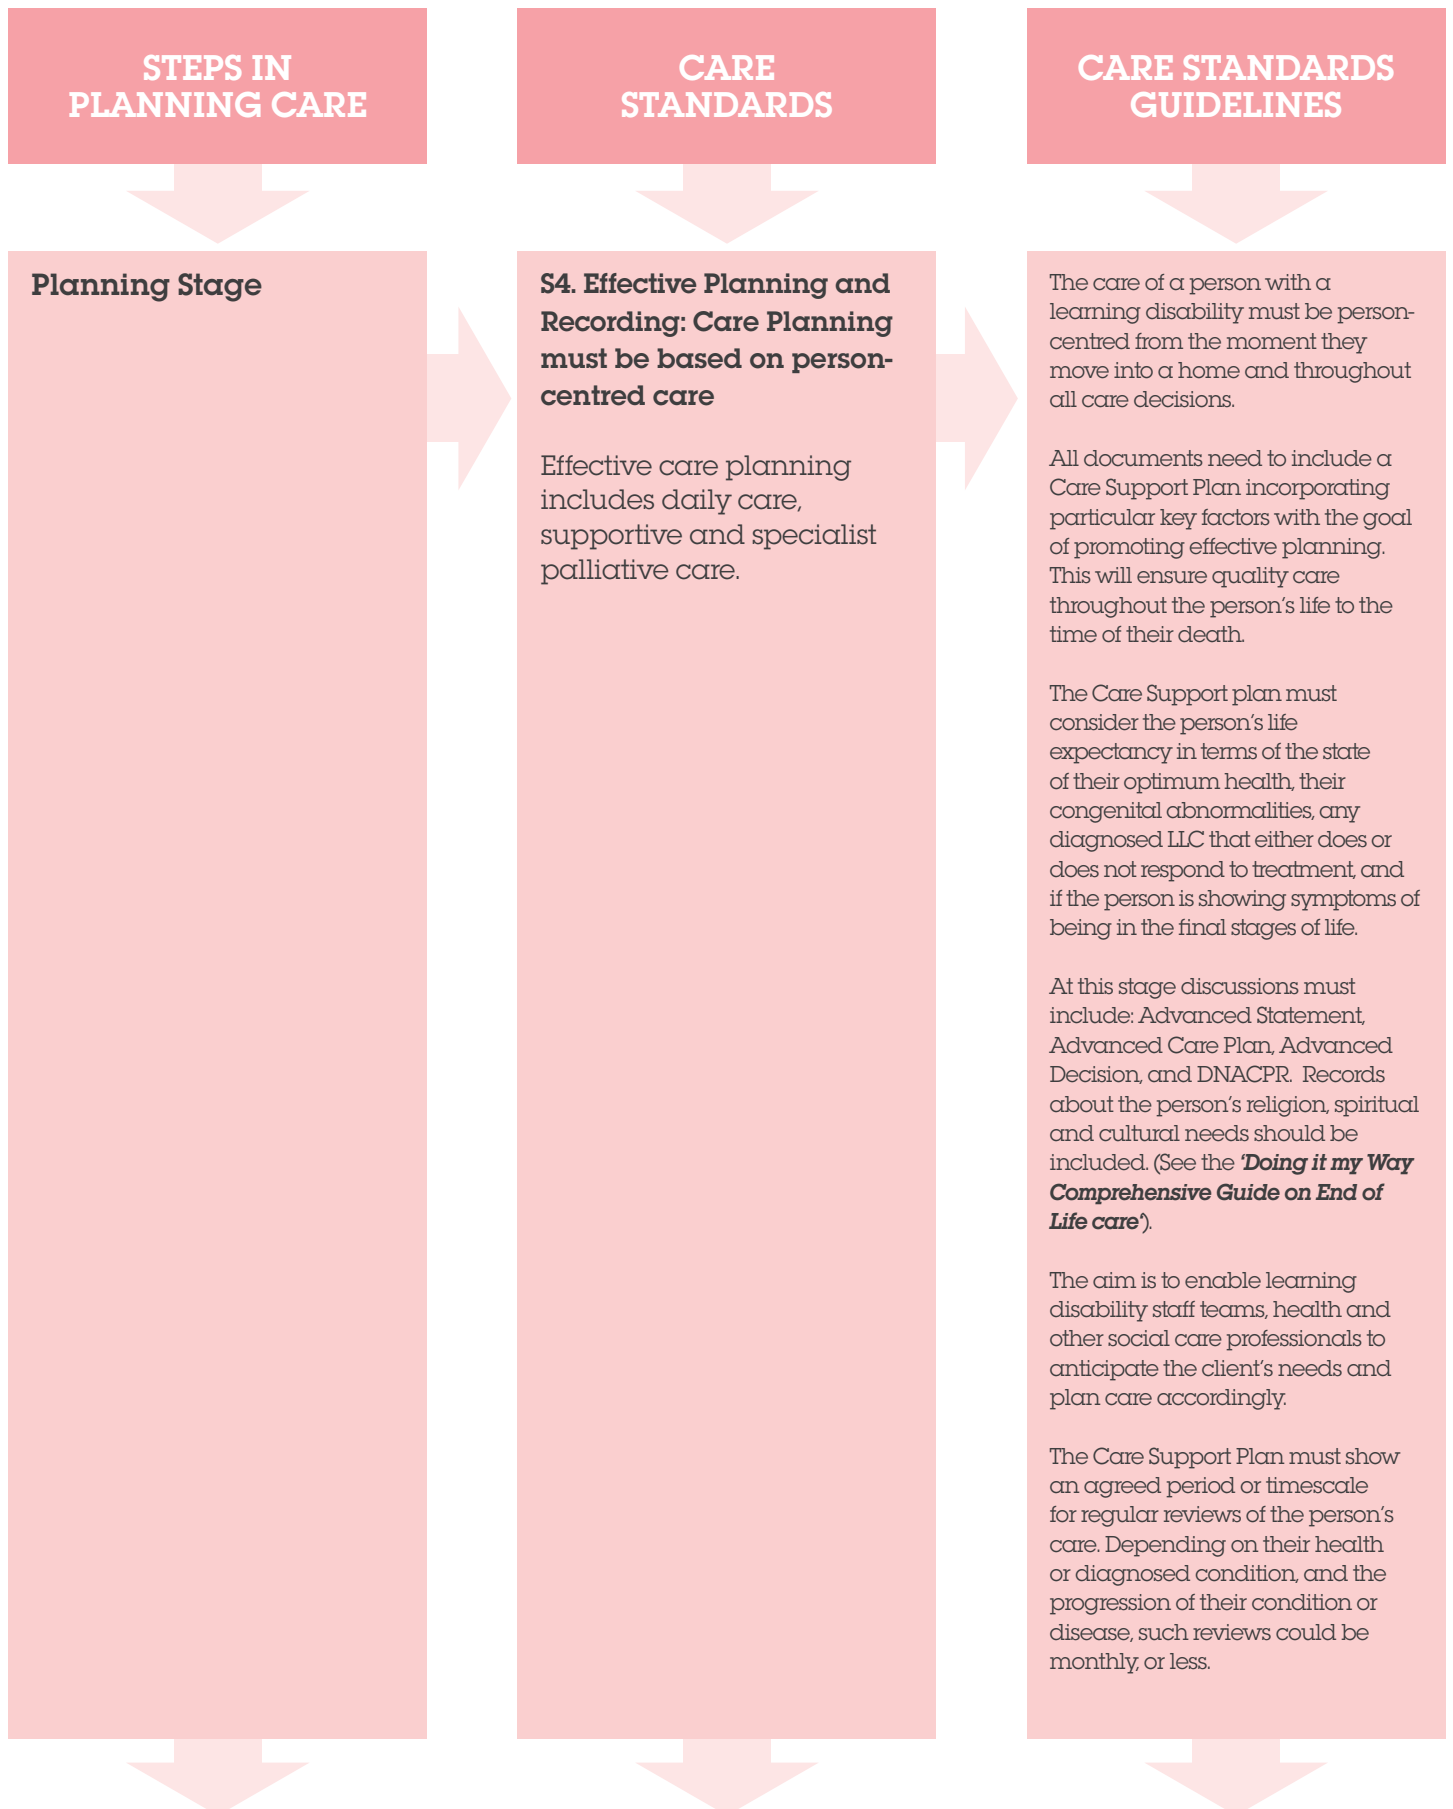 STEPS IN
PLANNING CARE
CARE
STANDARDS
CARE STANDARDS
GUIDELINES
Planning Stage
S4. Effective Planning and
Recording: Care Planning
must be based on person-
centred care
Effective care planning
includes daily care,
supportive and specialist
palliative care.
The care of a person with a
learning disability must be person-
centred from the moment they
move into a home and throughout
all care decisions.
All documents need to include a
Care Support Plan incorporating
particular key factors with the goal
of promoting effective planning.
This will ensure quality care
throughout the person's life to the
time of their death.
The Care Support plan must
consider the person's life
expectancy in terms of the state
of their optimum health, their
congenital abnormalities, any
diagnosed LLC that either does or
does not respond to treatment, and
if the person is showing symptoms of
being in the final stages of life.
At this stage discussions must
include: Advanced Statement,
Advanced Care Plan, Advanced
Decision, and DNACPR.  Records
about the person's religion, spiritual
and cultural needs should be
included. (See the ‘Doing it my Way
Comprehensive Guide on End of
Life care‘).
The aim is to enable learning
disability staff teams, health and
other social care professionals to
anticipate the client's needs and
plan care accordingly.
The Care Support Plan must show
an agreed period or timescale
for regular reviews of the person's
care. Depending on their health
or diagnosed condition, and the
progression of their condition or
disease, such reviews could be
monthly, or less.